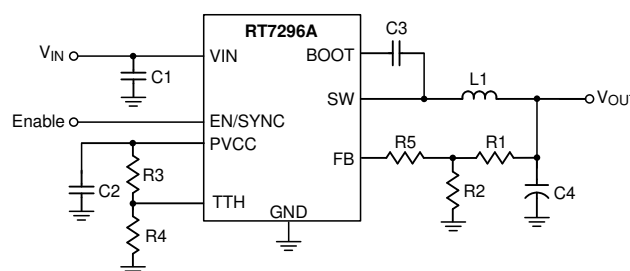 RT7296A
C3
VIN
VIN
BOOT
C1
L1
SW
VOUT
Enable
EN/SYNC
PVCC
FB
R5
R1
C2
R3
R2
C4
TTH
R4
GND